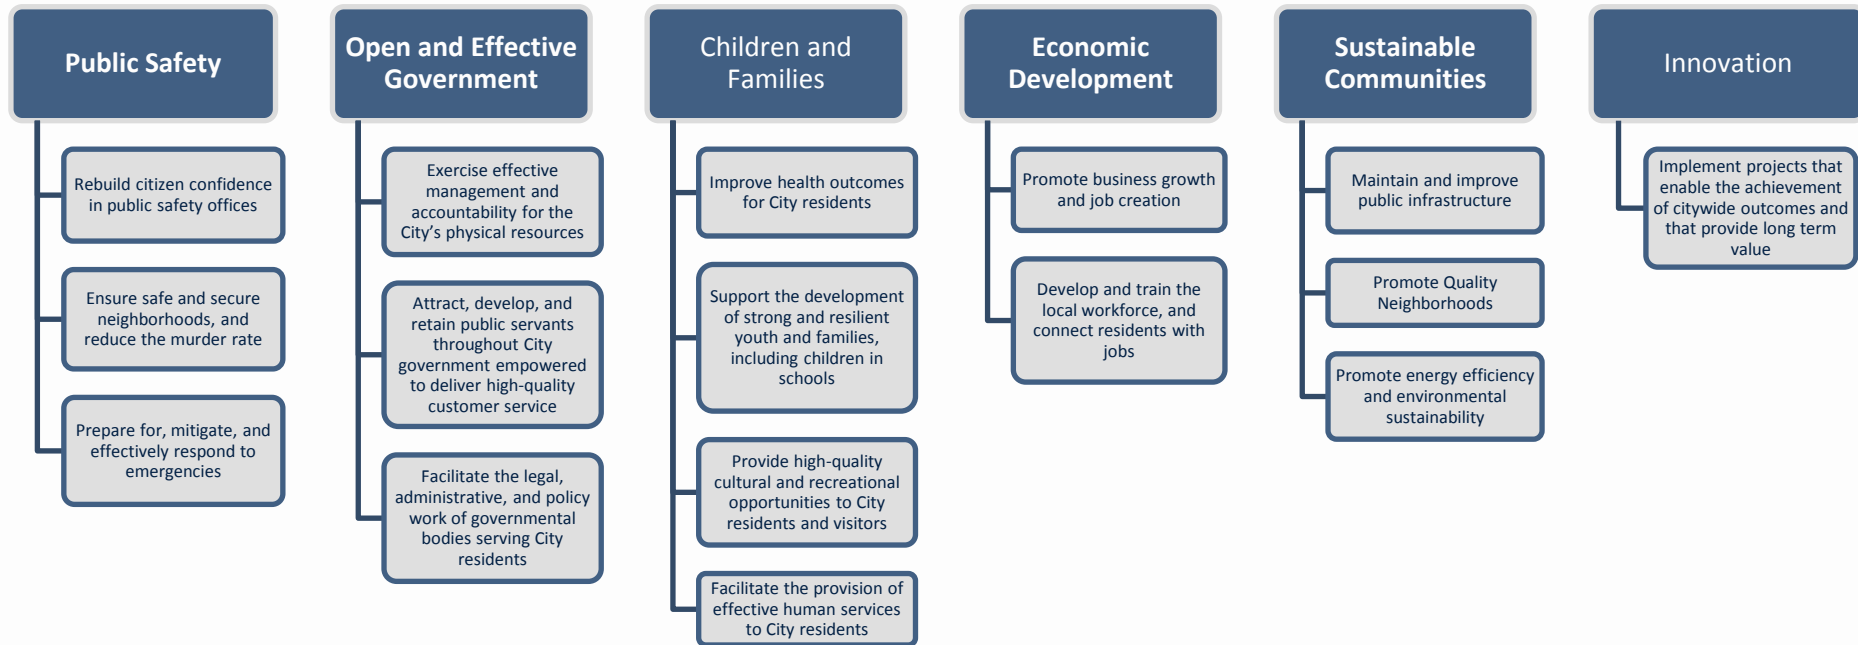 Public Safety
Rebuild citizen confidence
in public safety offices
Ensure safe and secure
neighborhoods, and
reduce the murder rate
Prepare for, mitigate, and
effectively respond to
emergencies
Open and Effective
Government
Exercise effective
management and
accountability for the
City’s physical resources
Attract, develop, and
retain public servants
throughout City
government empowered
to deliver high-quality
customer service
Facilitate the legal,
administrative, and policy
work of governmental
bodies serving City
residents
Children and
Families
Improve health outcomes
for City residents
Support the development
of strong and resilient
youth and families,
including children in
schools
Provide high-quality
cultural and recreational
opportunities to City
residents and visitors
Facilitate the provision of
effective human services
to City residents
Economic
Development
Promote business growth
and job creation
Develop and train the
local workforce, and
connect residents with
jobs
Sustainable
Communities
Maintain and improve
public infrastructure
Promote Quality
Neighborhoods
Promote energy efficiency
and environmental
sustainability
Innovation
Implement projects that
enable the achievement
of citywide outcomes and
that provide long term
value